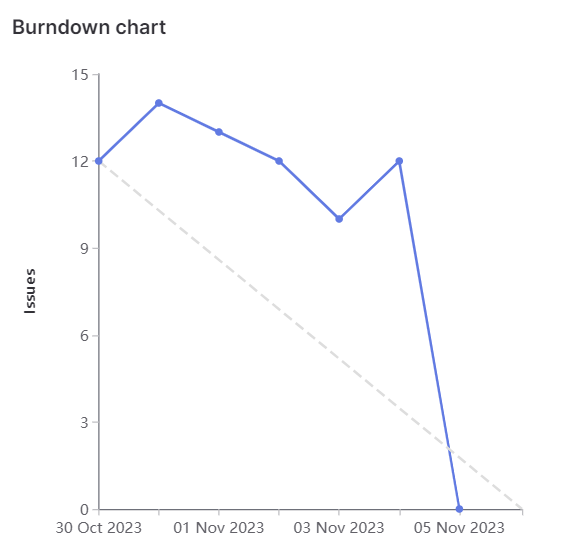 Burndown chart
15
12
9
6
3
0
Issues
30 Oct 2023
01 Nov 2023
03 Nov 2023
05 Nov 2023